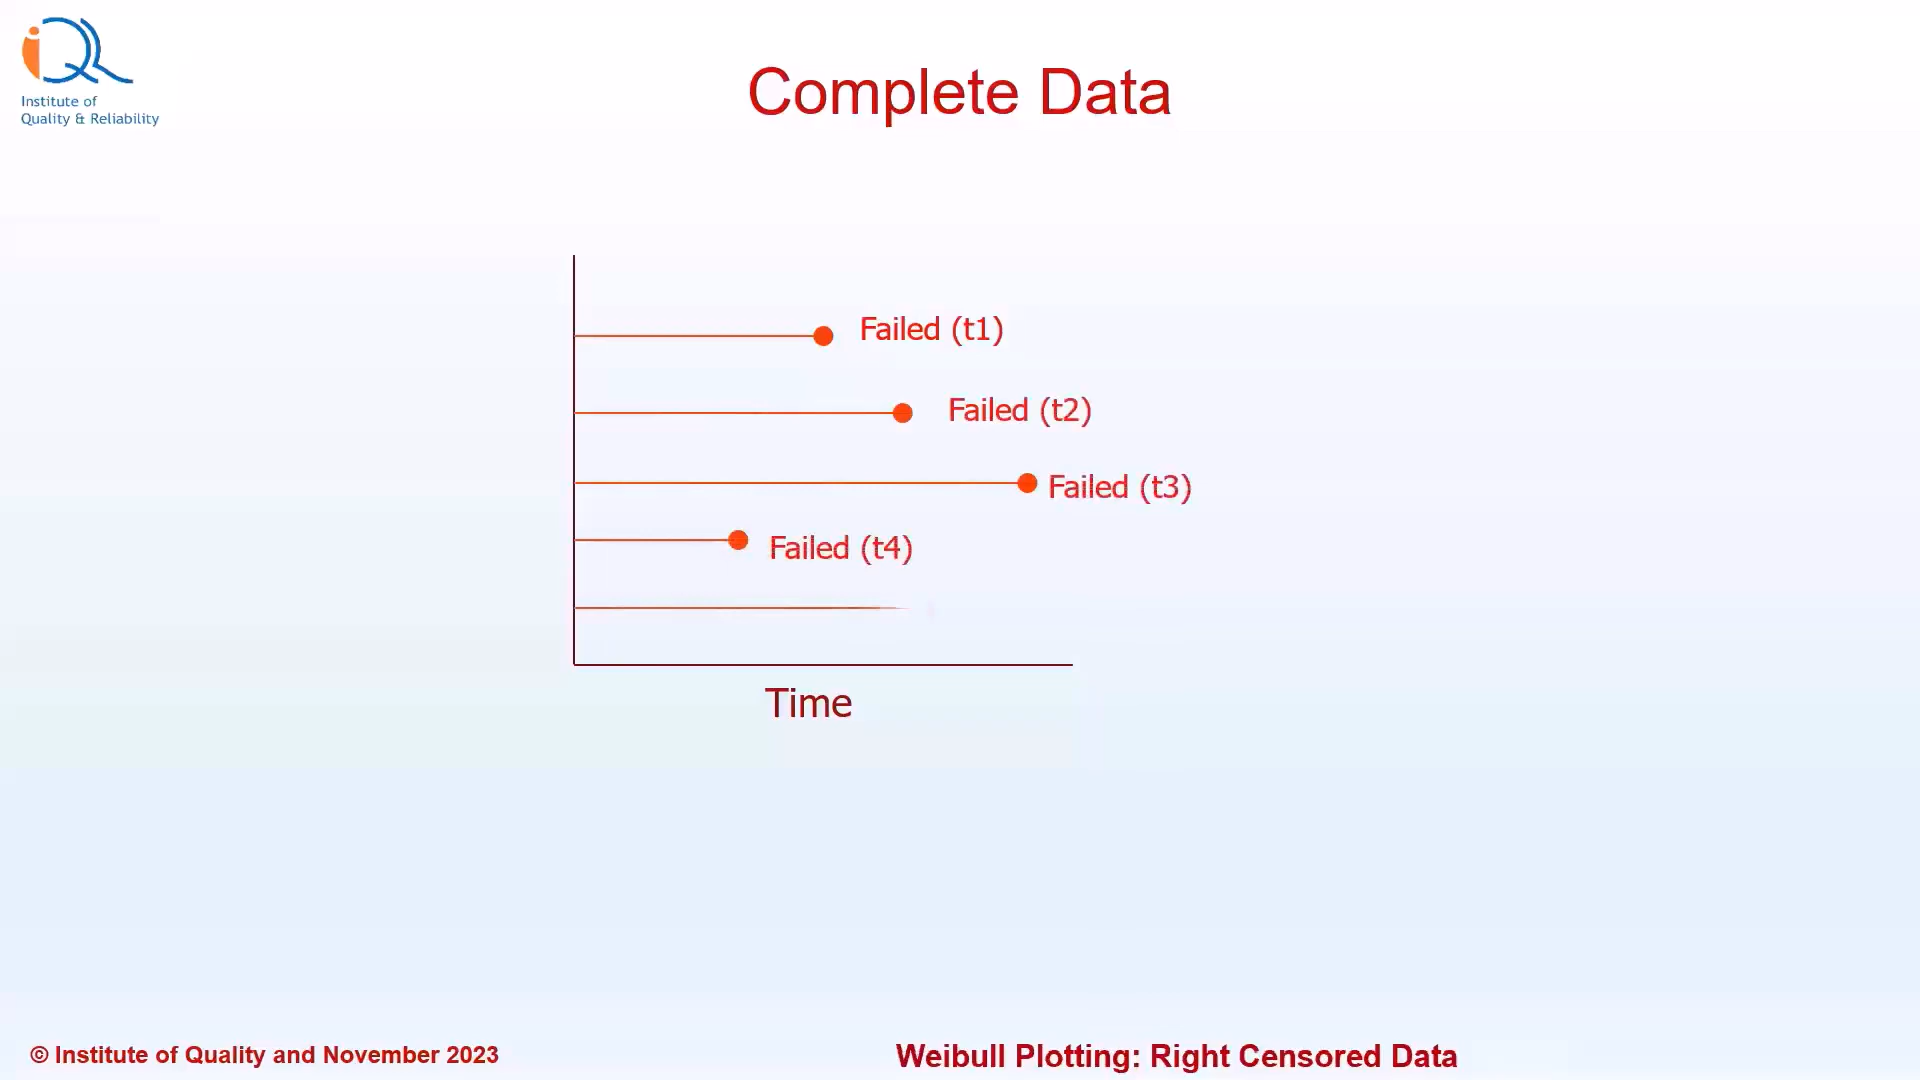 iQR
Institute of
Quality & Reliability
Complete Data
Failed (t1)
Failed (t2)
Failed (t3)
Failed (t4)
Time
© Institute of Quality and November 2023
Weibull Plotting: Right Censored Data